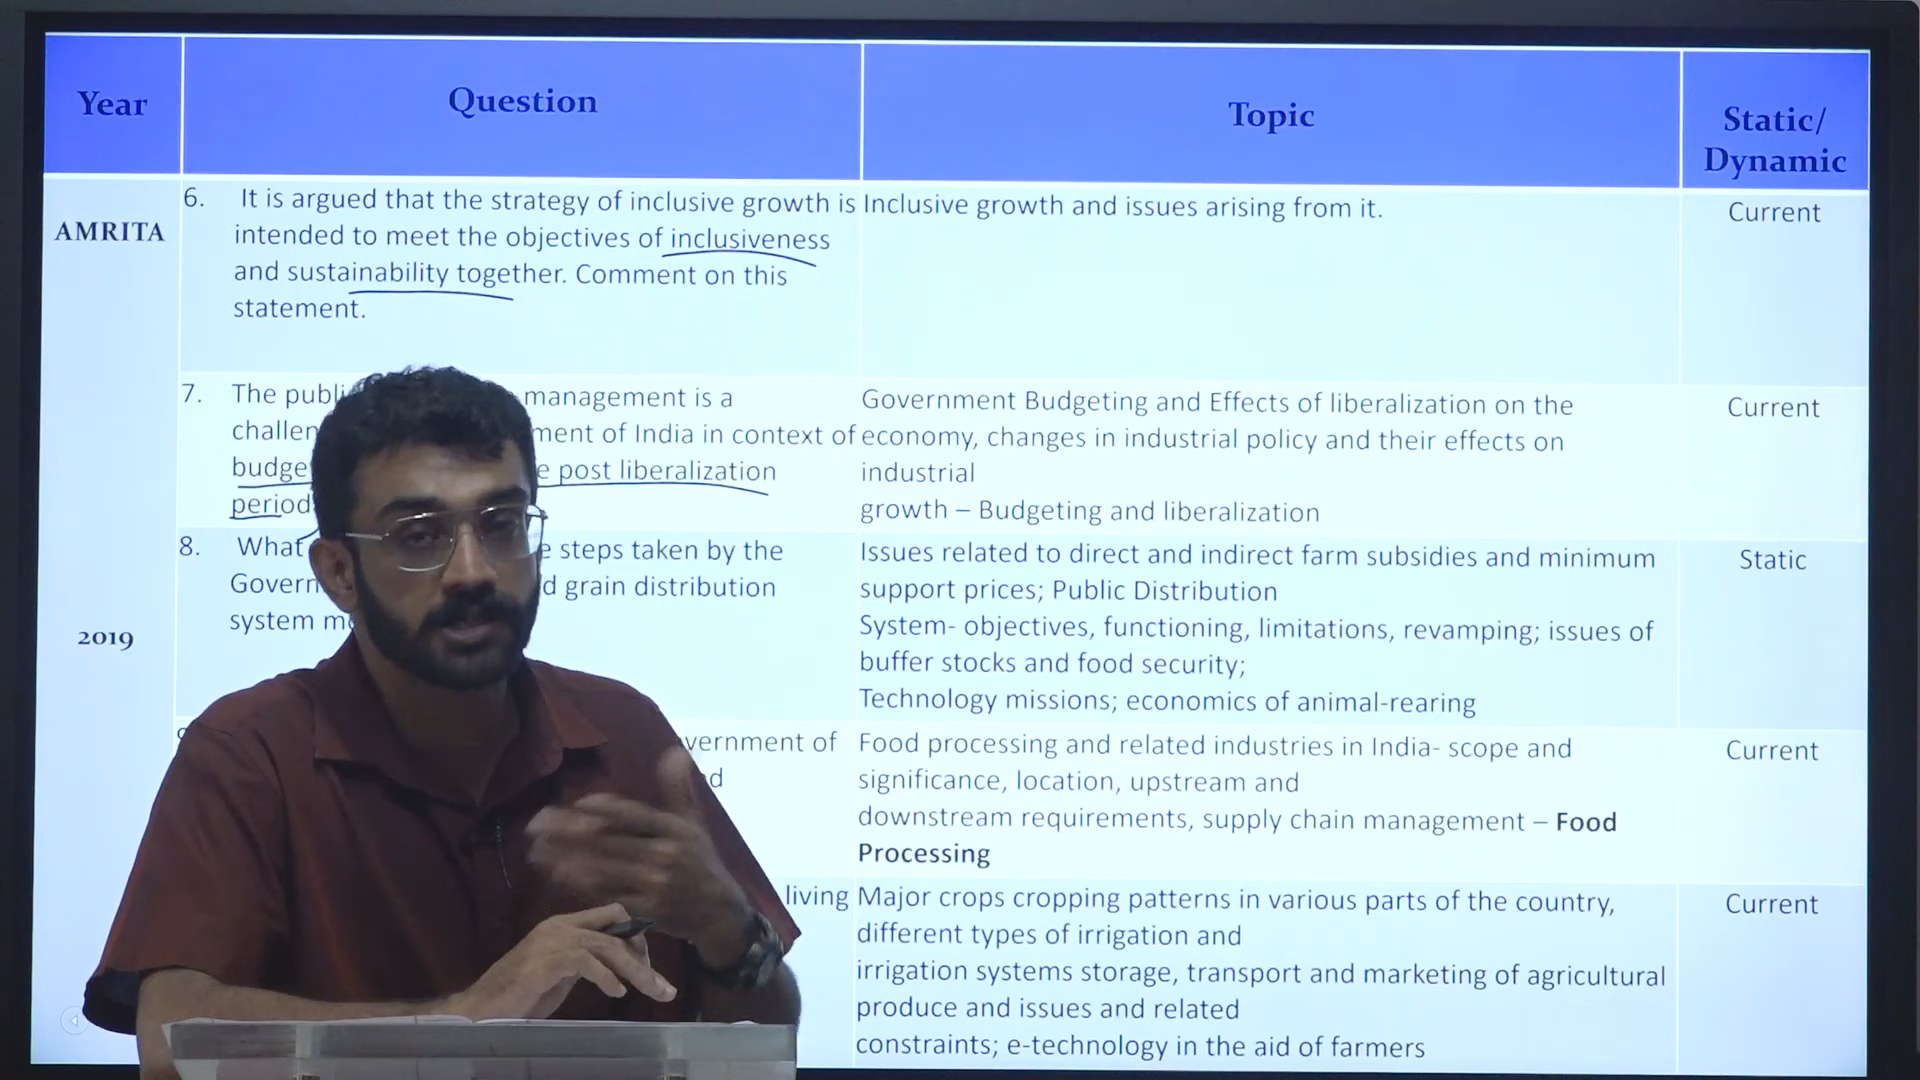 Year
Question
Topic
Static/
Dynamic
AMRITA
2019
6. It is argued that the strategy of inclusive growth is
intended to meet the objectives of inclusiveness
and sustainability together. Comment on this
statement.
Inclusive growth and issues arising from it.
Current
7. The management is a
of India in context of
post liberalization
period
Government Budgeting and Effects of liberalization on the
economy, changes in industrial policy and their effects on
industrial
growth – Budgeting and liberalization
Current
8. What steps taken by the
grain distribution
system
Issues related to direct and indirect farm subsidies and minimum
support prices; Public Distribution
System- objectives, functioning, limitations, revamping; issues of
buffer stocks and food security;
Technology missions; economics of animal-rearing
Static
of
Food processing and related industries in India- scope and
significance, location, upstream and
downstream requirements, supply chain management – Food
Processing
Current
living
Major crops cropping patterns in various parts of the country,
different types of irrigation and
irrigation systems storage, transport and marketing of agricultural
produce and issues and related
constraints; e-technology in the aid of farmers
Current